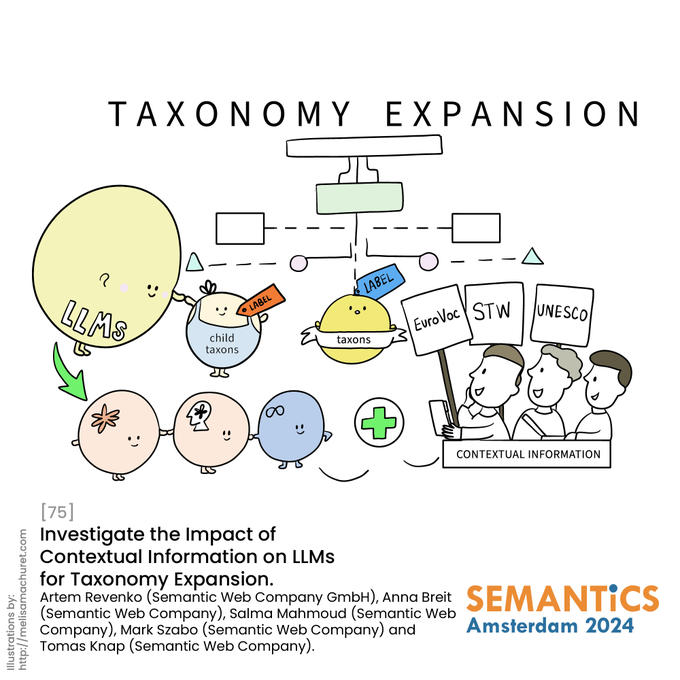 TAXONOMY EXPANSION
LLMs
LABEL
child
taxons
LABEL
taxons
EuroVoc
STW
UNESCO
CONTEXTUAL INFORMATION
[75]
Investigate the Impact of
Contextual Information on LLMs
for Taxonomy Expansion.
Artem Revenko (Semantic Web Company GmbH), Anna Breit
(Semantic Web Company), Salma Mahmoud (Semantic Web
Company), Mark Szabo (Semantic Web Company) and
Tomas Knap (Semantic Web Company).
SEMANTiCS
Amsterdam 2024
Illustrations by:
http://melisamachuret.com